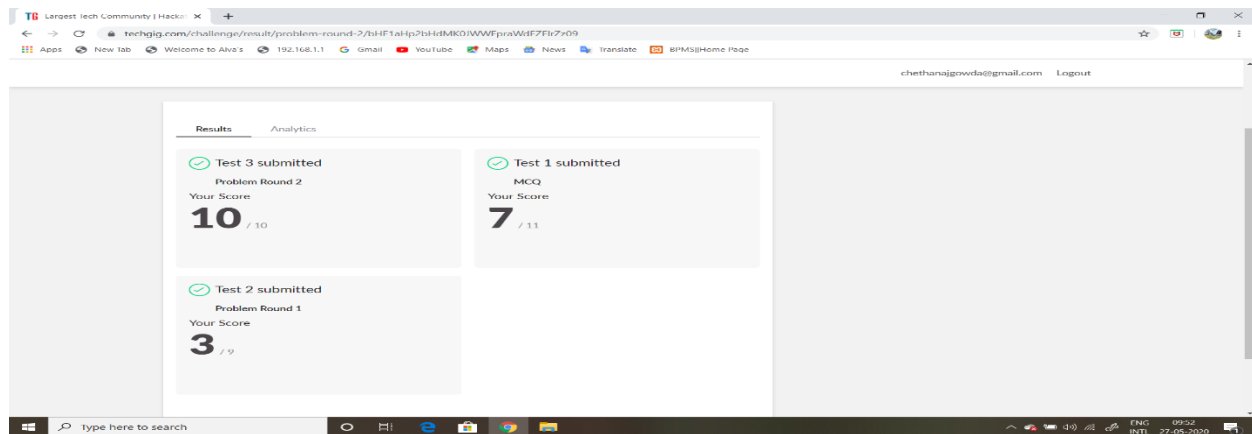 TG Largest Tech Community | Hacka
techgig.com/challenge/result/problem-round-2/
Apps New Tab Welcome to Alva's 192.168.1.1 Gmail YouTube Maps News Translate BPMS||Home Page
chethanajgowda@gmail.com Logout
Results Analytics
Test 3 submitted
Problem Round 2
Your Score
10 / 10
Test 1 submitted
MCQ
Your Score
7 / 11
Test 2 submitted
Problem Round 1
Your Score
3 / 9
Type here to search
ENG 09:52
INTL 27-05-2020